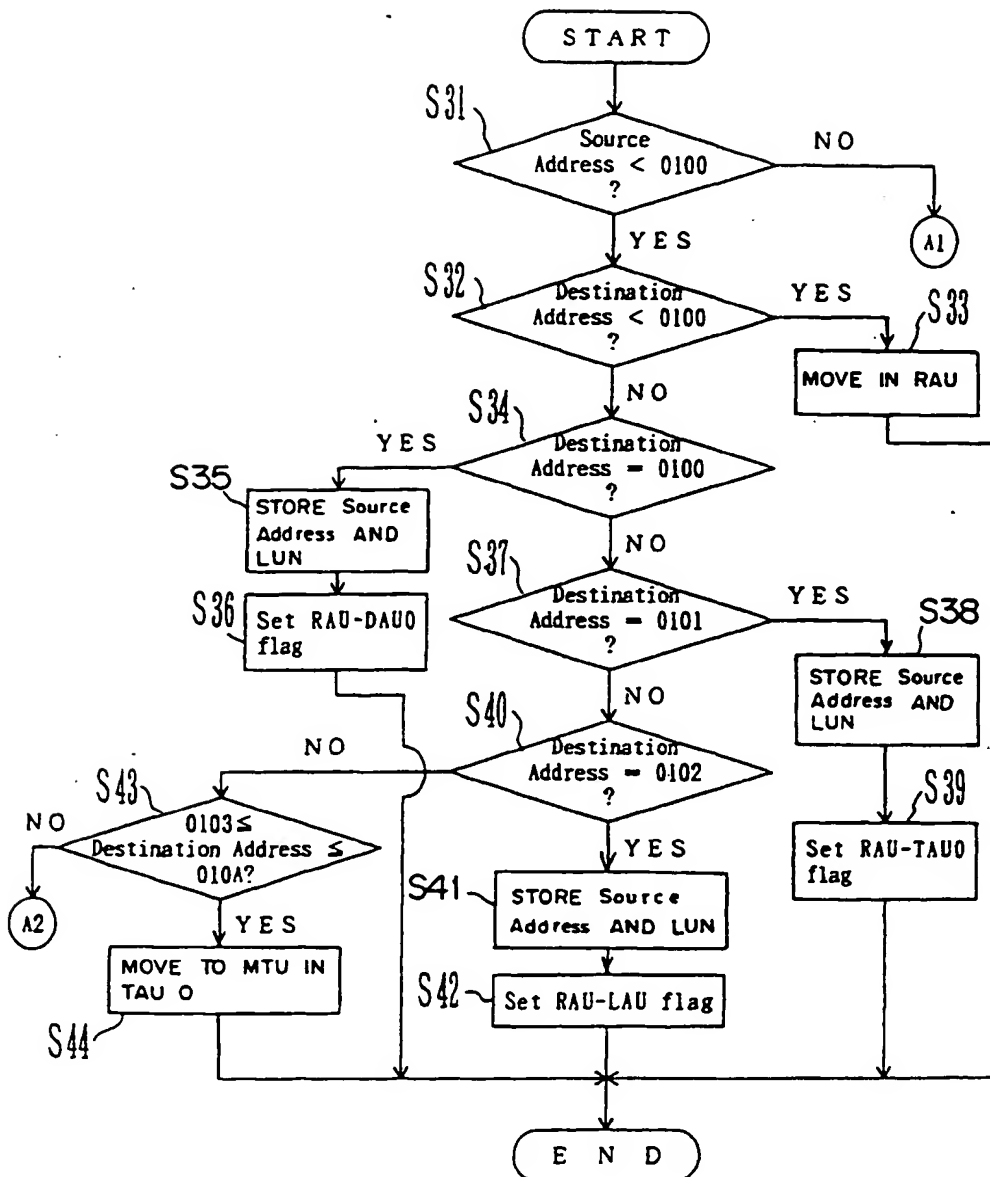 START
S31
Source
Address < 0100
?
NO
A1
YES
S32
Destination
Address < 0100
?
YES
S33
MOVE IN RAU
NO
S34
Destination
Address = 0100
?
YES
S35
STORE Source
Address AND
LUN
S36
Set RAU-DAU0
flag
NO
S37
Destination
Address = 0101
?
YES
S38
STORE Source
Address AND
LUN
S39
Set RAU-TAU0
flag
NO
S40
Destination
Address = 0102
?
NO
S43
0103≤
Destination Address ≤
010A?
NO
A2
YES
MOVE TO MTU IN
TAU O
S44
YES
S41
STORE Source
Address AND LUN
S42
Set RAU-LAU flag
END